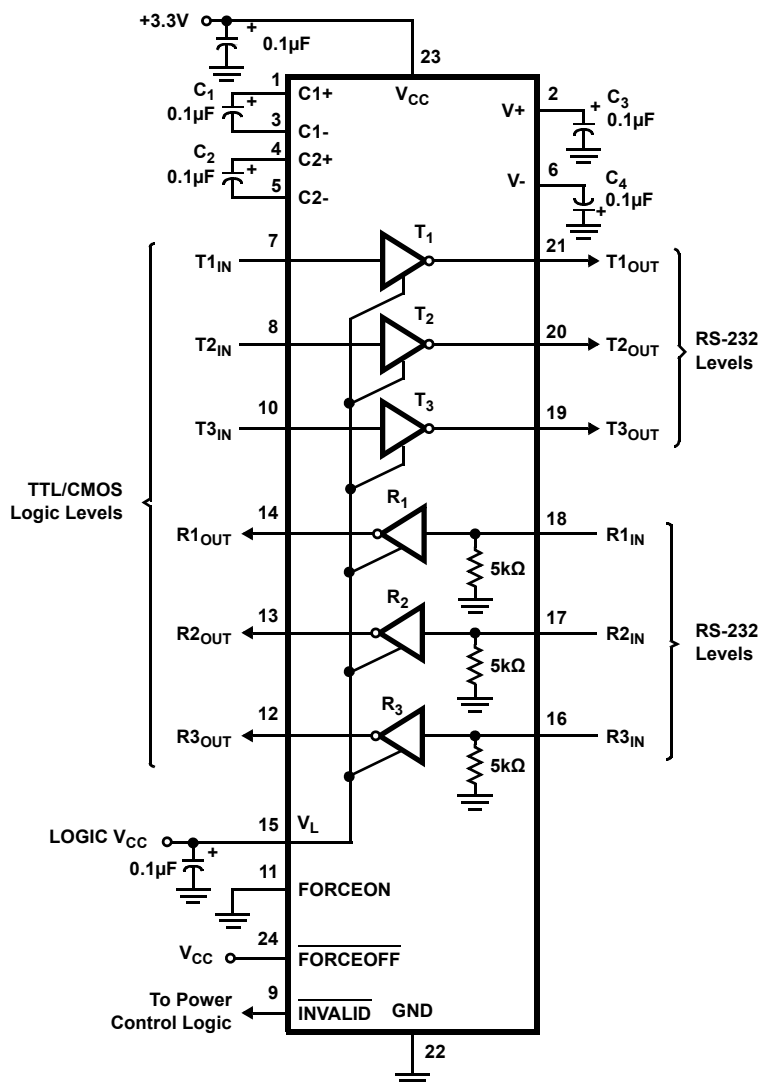 +3.3V
+
0.1µF
23
1
C1+
VCC
2
V+
C1
0.1µF
+
3
C1-
+
C3
0.1µF
4
C2+
C2
0.1µF
+
5
C2-
6
V-
C4
0.1µF
+
T1
7
T1IN
21
T1OUT
T2
8
T2IN
20
T2OUT
RS-232
Levels
T3
10
T3IN
19
T3OUT
TTL/CMOS
Logic Levels
R1
14
R1OUT
18
R1IN
5kΩ
R2
13
R2OUT
17
R2IN
RS-232
Levels
5kΩ
R3
12
R3OUT
16
R3IN
5kΩ
LOGIC VCC
15
VL
0.1µF
+
11
FORCEON
24
VCC
FORCEOFF
9
To Power
Control Logic
INVALID
GND
22